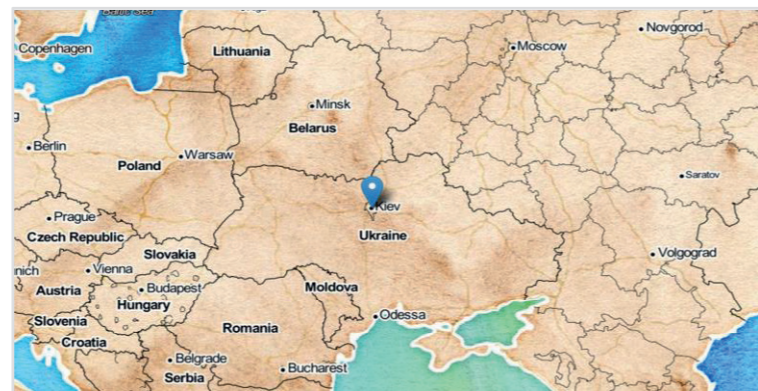 Novgorod
Copenhagen
Moscow
Lithuania
Minsk
Belarus
Berlin
Warsaw
Poland
Saratov
Kiev
Prague
Ukraine
Czech Republic
Slovakia
Volgograd
Vienna
Moldova
Austria
Budapest
Hungary
Odessa
Slovenia
Romania
Croatia
Belgrade
Bucharest
Serbia